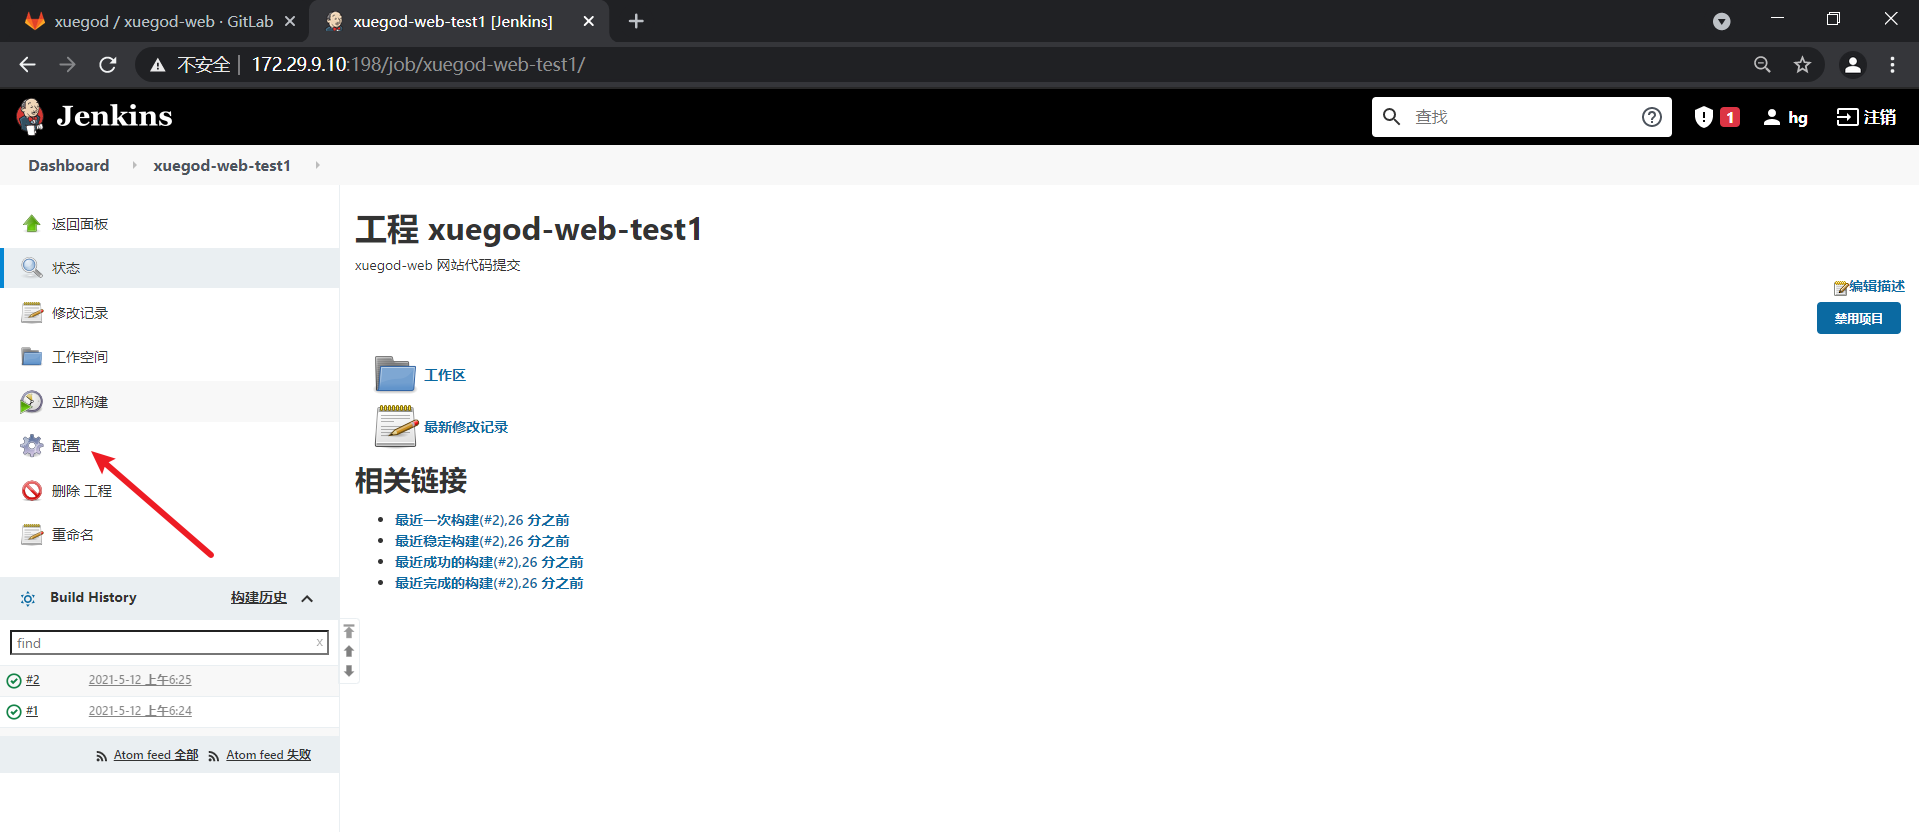 xuegod / xuegod-web · GitLab
xuegod-web-test1 [Jenkins]
不安全 172.29.9.10:198/job/xuegod-web-test1/
Jenkins
查找
1
hg
注销
Dashboard
xuegod-web-test1
返回面板
状态
修改记录
工作空间
立即构建
配置
删除 工程
重命名
Build History
构建历史
find
x
#2 2021-5-12 上午6:25
#1 2021-5-12 上午6:24
Atom feed 全部
Atom feed 失败
工程 xuegod-web-test1
xuegod-web 网站代码提交
编辑描述
禁用项目
工作区
最新修改记录
相关链接
最近一次构建(#2),26 分之前
最近稳定构建(#2),26 分之前
最近成功的构建(#2),26 分之前
最近完成的构建(#2),26 分之前